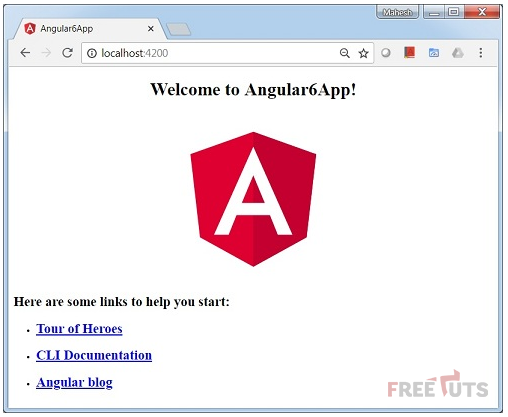 Mahesh
Angular6App
localhost:4200
Welcome to Angular6App!
A
Here are some links to help you start:
Tour of Heroes
CLI Documentation
Angular blog
FREETUTS